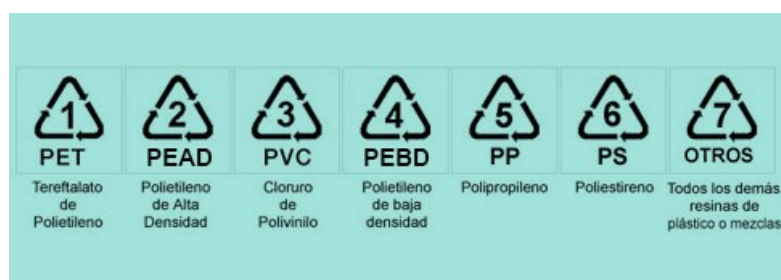 1
PET
Tereftalato
de
Polietileno
2
PEAD
Polietileno
de Alta
Densidad
3
PVC
Cloruro
de
Polivinilo
4
PEBD
Polietileno
de baja
densidad
5
PP
Polipropileno
6
PS
Poliestireno
7
OTROS
Todos los demás
resinas de
plástico o mezclas